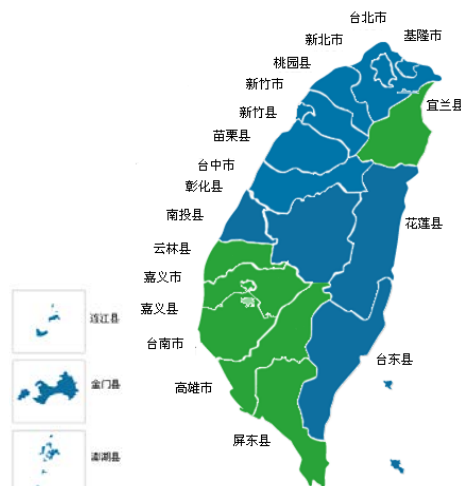 台北市
新北市
基隆市
桃园县
新竹市
宜兰县
新竹县
苗栗县
台中市
彰化县
南投县
花莲县
云林县
嘉义市
嘉义县
连江县
台南市
台东县
金门县
高雄市
屏东县
澎湖县